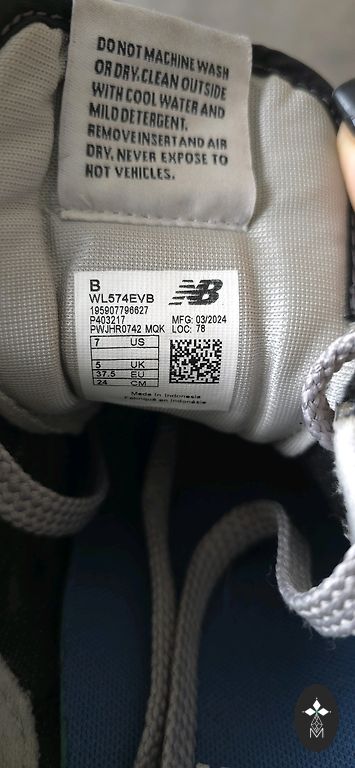 DO NOT MACHINE WASH
OR DRY. CLEAN OUTSIDE
WITH COOL WATER AND
MILD DETERGENT.
REMOVE INSERT AND AIR
DRY. NEVER EXPOSE TO
HOT VEHICLES.
B
NB
WL574EVB
195907796627
P403217 MFG: 03/2024
PWJHR0742 MQK LOC: 78
7 US
5 UK
37.5 EU
24 CM
Made in Indonesia
Fabriqué en Indonésie
M